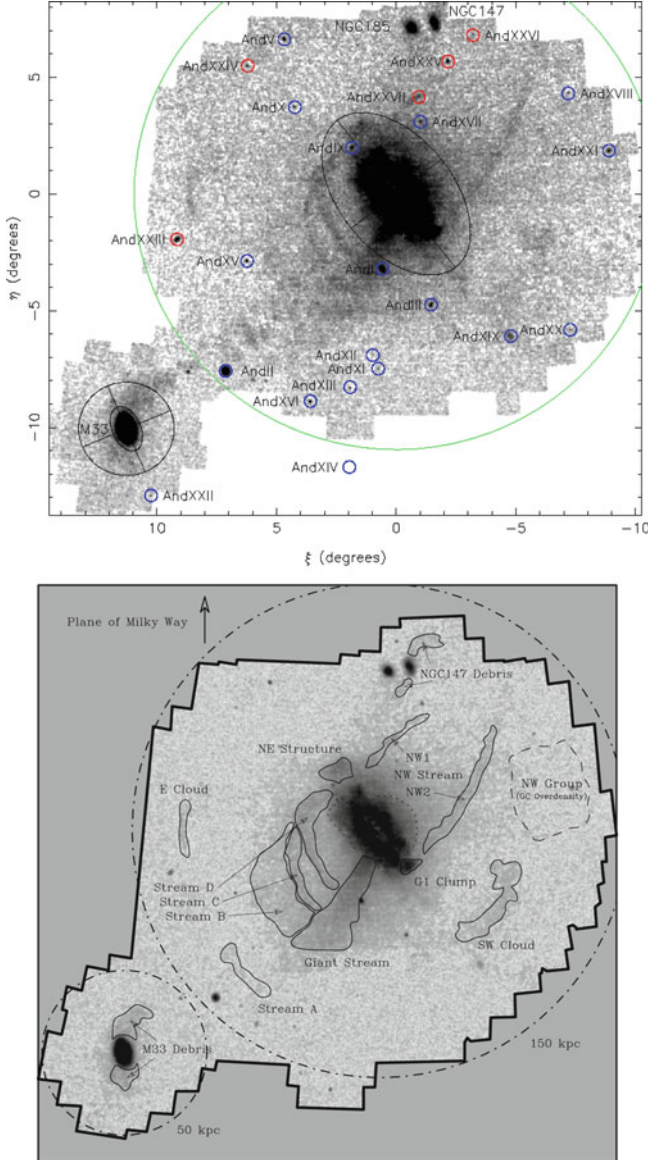 NGC147
NGC185
AndV
AndXXVI
AndXXIV
AndXXV
AndXVIII
AndX
AndXXVII
AndXVII
AndIX
AndXXI
AndXXIII
AndXV
AndI
AndIII
AndXIX
AndXX
AndXII
AndII
AndXI
AndXIII
AndXVI
M33
AndXIV
AndXXII
5
0
-5
-10
η (degrees)
10
5
0
-5
-10
ξ (degrees)
Plane of Milky Way
NGC147 Debris
NE Structure
NW1
NW Stream
NW2
NW Group
(GC Overdensity)
E Cloud
Stream D
Stream C
Stream B
G1 Clump
SW Cloud
Giant Stream
Stream A
M33 Debris
150 kpc
50 kpc